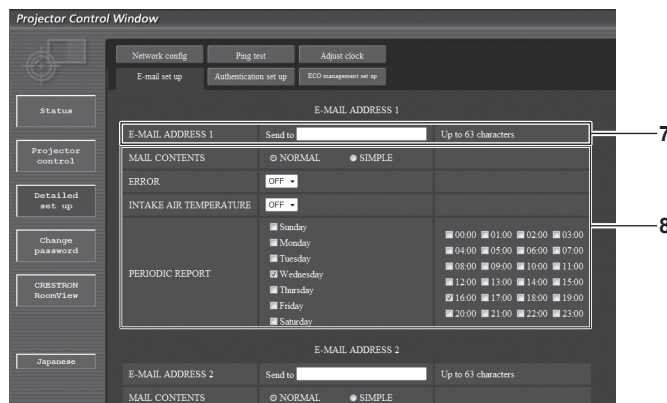 Projector Control Window
Network config Ping test Adjust clock
E-mail set up Authentication set up ECO management set up
Status
Projector control
Detailed set up
Change password
CRESTRON RoomView
Japanese
E-MAIL ADDRESS 1
E-MAIL ADDRESS 1 Send to Up to 63 characters
7
MAIL CONTENTS NORMAL SIMPLE
ERROR OFF
INTAKE AIR TEMPERATURE OFF
8
PERIODIC REPORT
Sunday
Monday
Tuesday
Wednesday
Thursday
Friday
Saturday
00:00 01:00 02:00 03:00
04:00 05:00 06:00 07:00
08:00 09:00 10:00 11:00
12:00 13:00 14:00 15:00
16:00 17:00 18:00 19:00
20:00 21:00 22:00 23:00
E-MAIL ADDRESS 2
E-MAIL ADDRESS 2 Send to Up to 63 characters
MAIL CONTENTS NORMAL SIMPLE